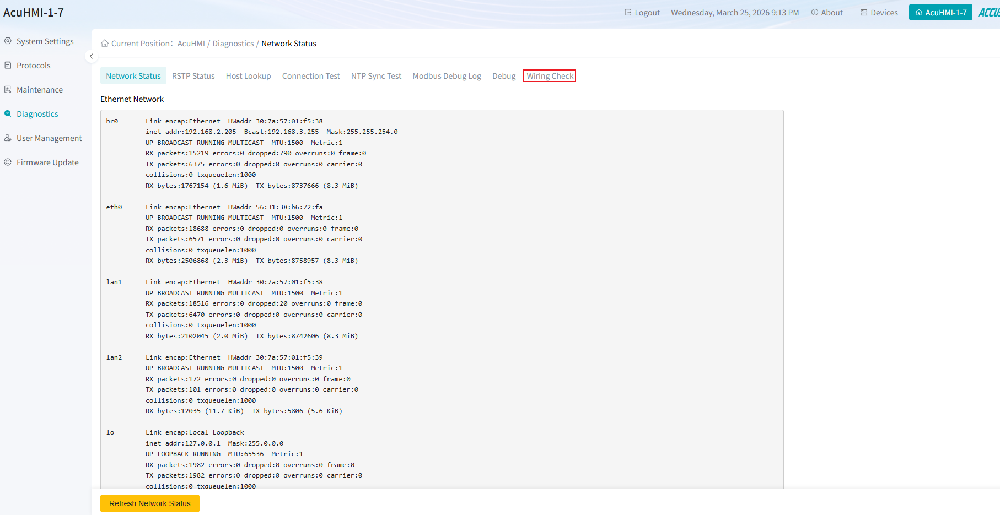 AcuHMI-1-7
Logout Wednesday, March 25, 2026 9:13 PM About Devices AcuHMI-1-7
System Settings
Protocols
Maintenance
Diagnostics
User Management
Firmware Update
Current Position: AcuHMI / Diagnostics / Network Status
Network Status RSTP Status Host Lookup Connection Test NTP Sync Test Modbus Debug Log Debug Wiring Check
Ethernet Network
br0 Link encap:Ethernet HWaddr 30:7a:57:01:f5:38
inet addr:192.168.2.205 Bcast:192.168.3.255 Mask:255.255.254.0
UP BROADCAST RUNNING MULTICAST MTU:1500 Metric:1
RX packets:15219 errors:0 dropped:790 overruns:0 frame:0
TX packets:6375 errors:0 dropped:0 overruns:0 carrier:0
collisions:0 txqueuelen:1000
RX bytes:1767154 (1.6 MiB) TX bytes:8737666 (8.3 MiB)
eth0 Link encap:Ethernet HWaddr 56:31:38:b6:72:fa
UP BROADCAST RUNNING MULTICAST MTU:1500 Metric:1
RX packets:18688 errors:0 dropped:0 overruns:0 frame:0
TX packets:6571 errors:0 dropped:0 overruns:0 carrier:0
collisions:0 txqueuelen:1000
RX bytes:2506868 (2.3 MiB) TX bytes:8758957 (8.3 MiB)
lan1 Link encap:Ethernet HWaddr 30:7a:57:01:f5:38
UP BROADCAST RUNNING MULTICAST MTU:1500 Metric:1
RX packets:18516 errors:0 dropped:20 overruns:0 frame:0
TX packets:6470 errors:0 dropped:0 overruns:0 carrier:0
collisions:0 txqueuelen:1000
RX bytes:2102045 (2.0 MiB) TX bytes:8742606 (8.3 MiB)
lan2 Link encap:Ethernet HWaddr 30:7a:57:01:f5:39
UP BROADCAST RUNNING MULTICAST MTU:1500 Metric:1
RX packets:172 errors:0 dropped:0 overruns:0 frame:0
TX packets:101 errors:0 dropped:0 overruns:0 carrier:0
collisions:0 txqueuelen:1000
RX bytes:12035 (11.7 KiB) TX bytes:5806 (5.6 KiB)
lo Link encap:Local Loopback
inet addr:127.0.0.1 Mask:255.0.0.0
UP LOOPBACK RUNNING MTU:65536 Metric:1
RX packets:1982 errors:0 dropped:0 overruns:0 frame:0
TX packets:1982 errors:0 dropped:0 overruns:0 carrier:0
collisions:0 txqueuelen:1000
Refresh Network Status